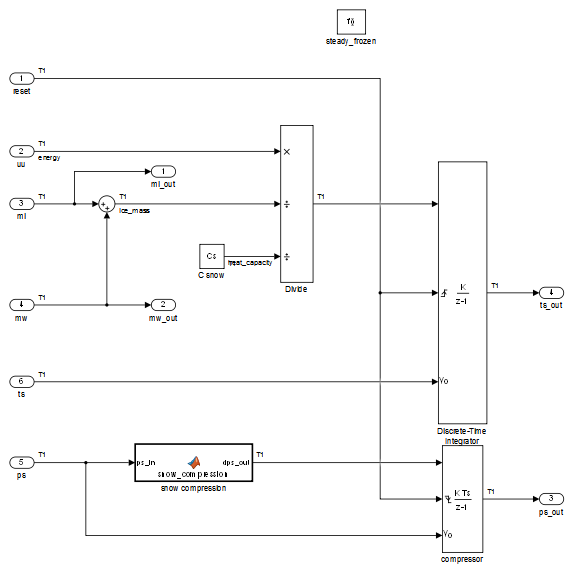 f()
steady_frozen
1
T1
reset
2
T1
energy
uu
1
mi_out
3
T1
mi
T1
ice_mass
Cs
heat_capacity
C snow
×
÷
÷
Divide
T1
4
T1
mw
2
mw_out
K
z-1
Yo
Discrete-Time
Integrator
T1
4
ts_out
6
T1
ts
5
T1
ps
ps_in
dps_out
snow_compression
snow compression
T1
K Ts
z-1
Yo
compressor
T1
3
ps_out